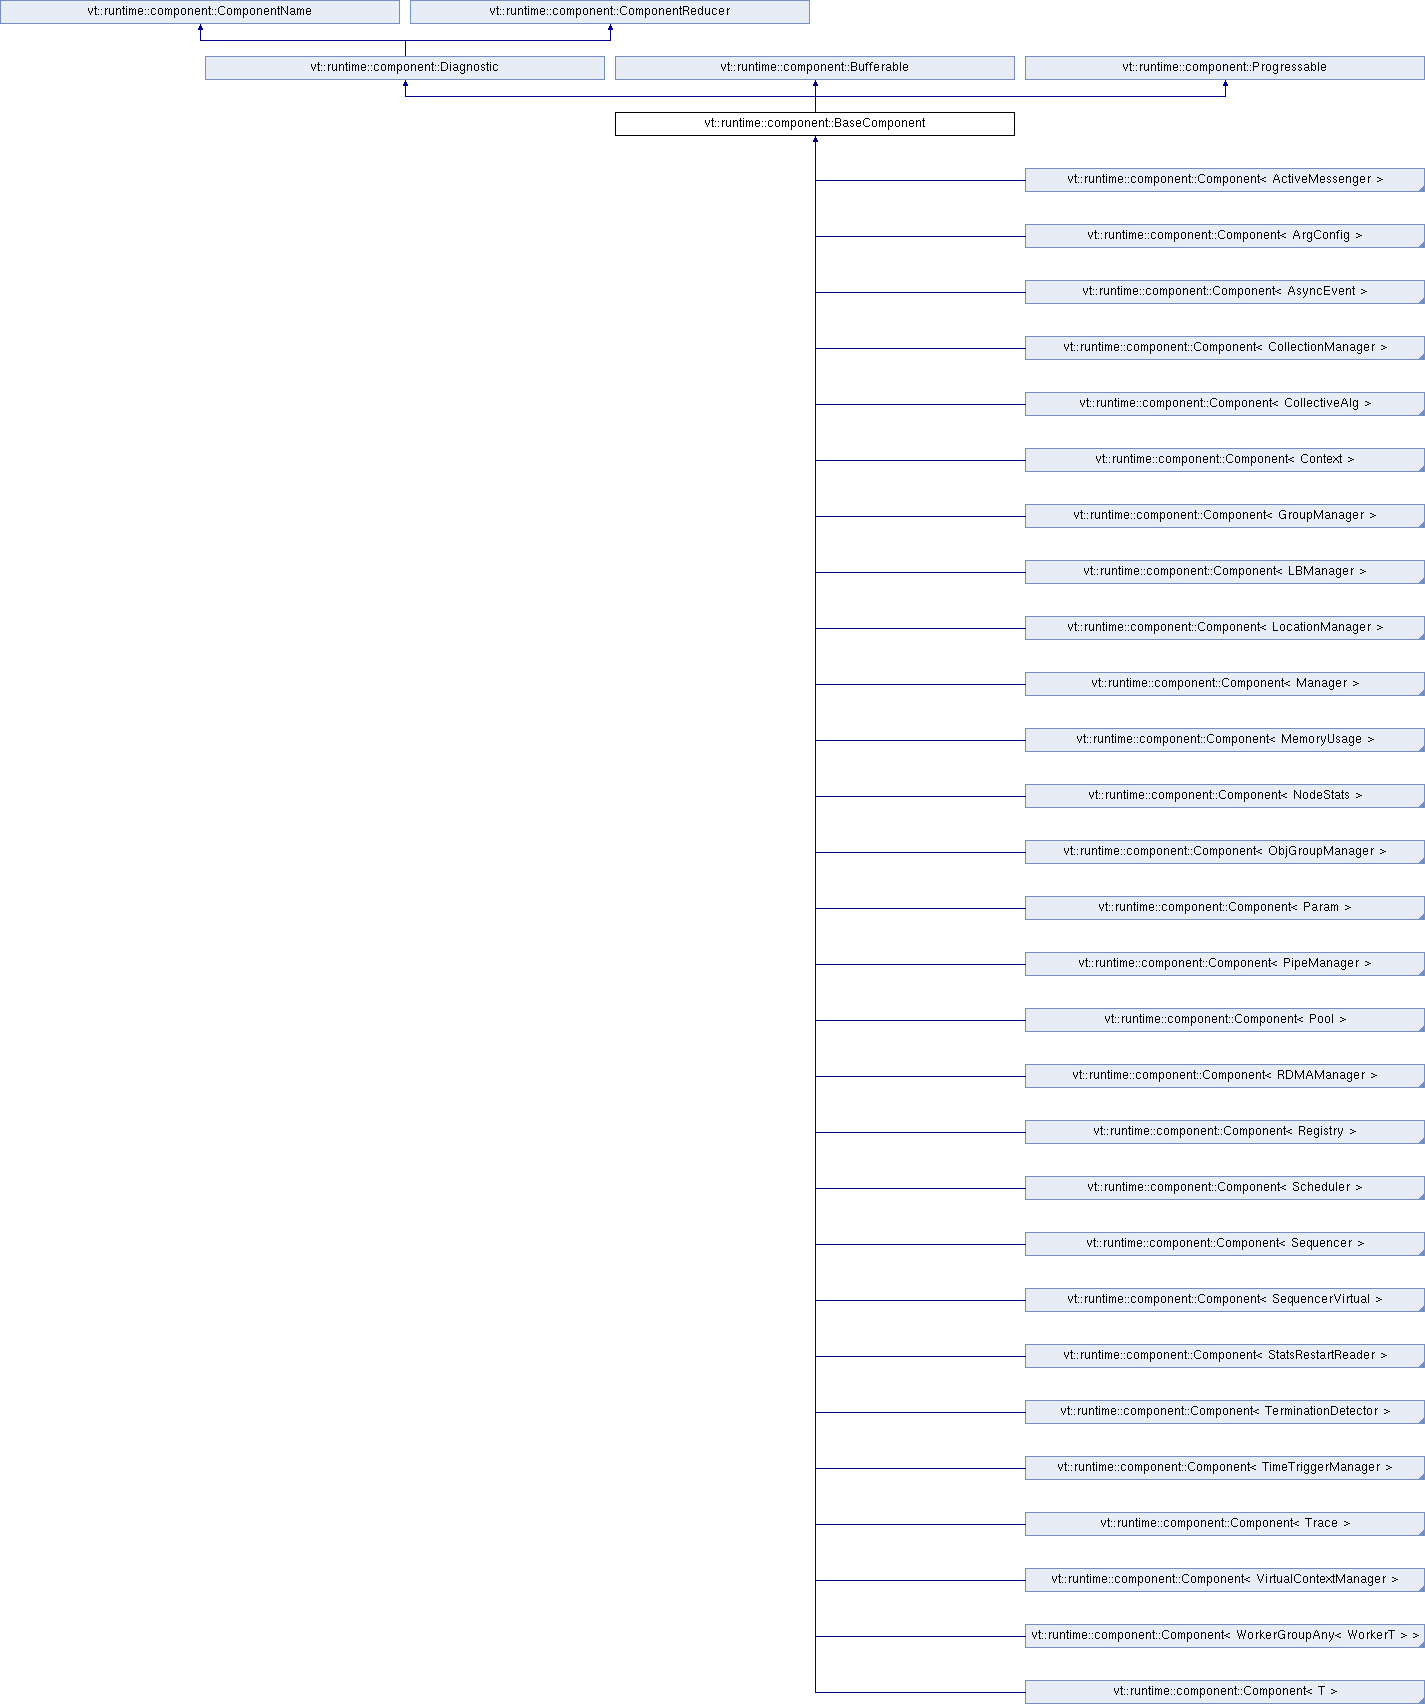 vt::runtime::component::ComponentName
vt::runtime::component::ComponentReducer
vt::runtime::component::Diagnostic
vt::runtime::component::Bufferable
vt::runtime::component::Progressable
vt::runtime::component::BaseComponent
vt::runtime::component::Component< ActiveMessenger >
vt::runtime::component::Component< ArgConfig >
vt::runtime::component::Component< AsyncEvent >
vt::runtime::component::Component< CollectionManager >
vt::runtime::component::Component< CollectiveAlg >
vt::runtime::component::Component< Context >
vt::runtime::component::Component< GroupManager >
vt::runtime::component::Component< LBManager >
vt::runtime::component::Component< LocationManager >
vt::runtime::component::Component< Manager >
vt::runtime::component::Component< MemoryUsage >
vt::runtime::component::Component< NodeStats >
vt::runtime::component::Component< ObjGroupManager >
vt::runtime::component::Component< Param >
vt::runtime::component::Component< PipeManager >
vt::runtime::component::Component< Pool >
vt::runtime::component::Component< RDMAManager >
vt::runtime::component::Component< Registry >
vt::runtime::component::Component< Scheduler >
vt::runtime::component::Component< Sequencer >
vt::runtime::component::Component< SequencerVirtual >
vt::runtime::component::Component< StatsRestartReader >
vt::runtime::component::Component< TerminationDetector >
vt::runtime::component::Component< TimeTriggerManager >
vt::runtime::component::Component< Trace >
vt::runtime::component::Component< VirtualContextManager >
vt::runtime::component::Component< WorkerGroupAny< WorkerT > >
vt::runtime::component::Component< T >